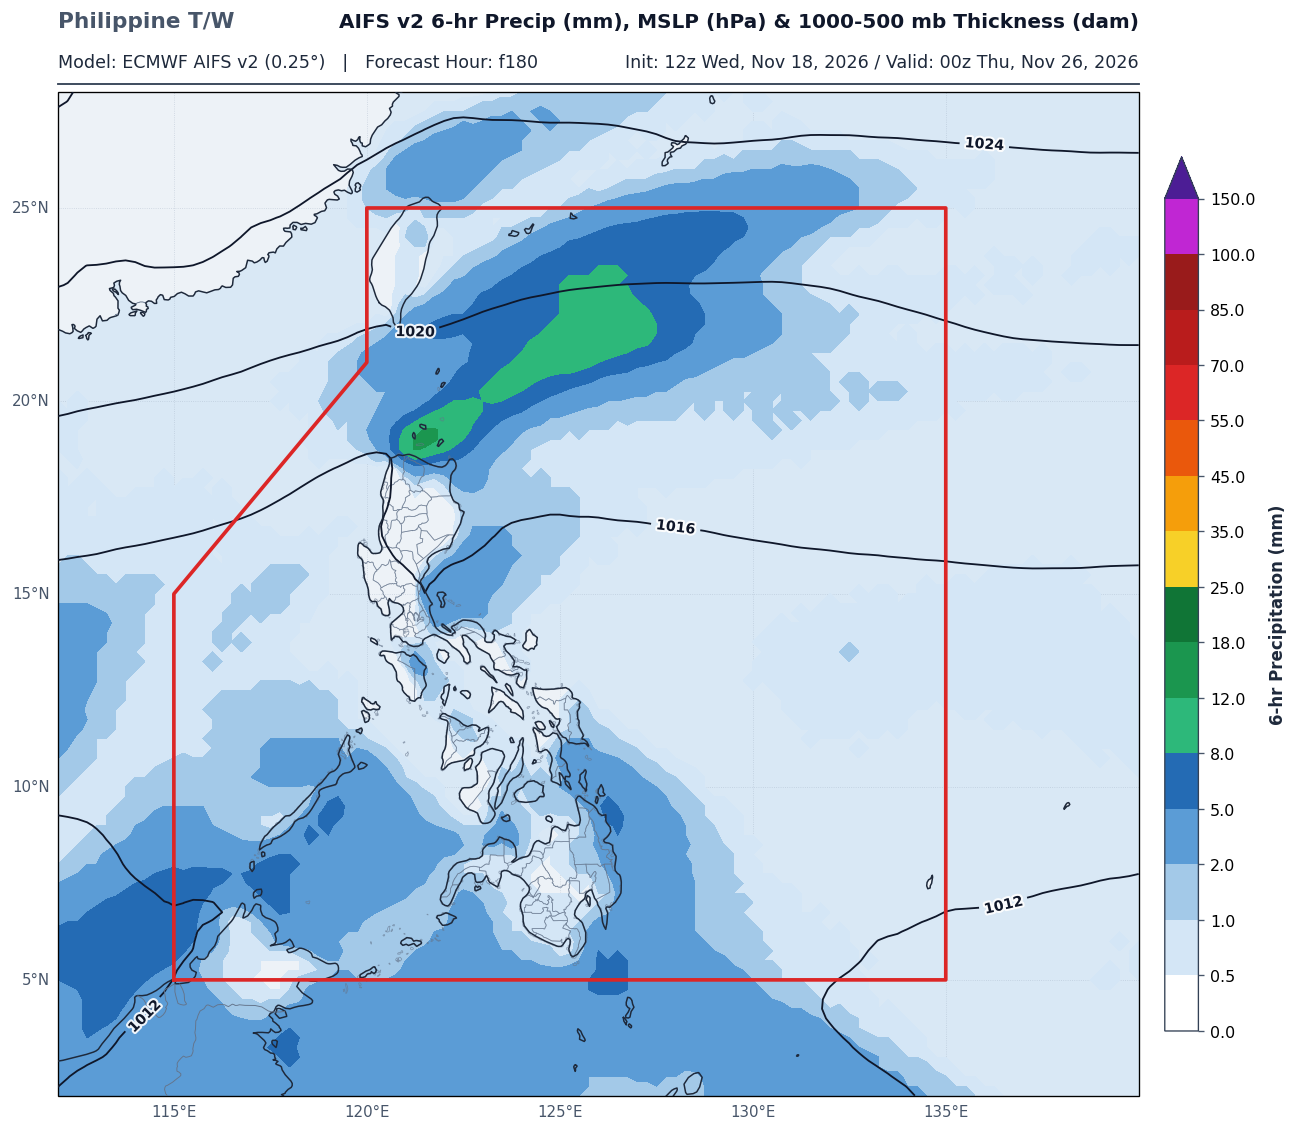 Philippine T/W
AIFS v2 6-hr Precip (mm), MSLP (hPa) & 1000-500 mb Thickness (dam)
Model: ECMWF AIFS v2 (0.25°)   |   Forecast Hour: f180
Init: 12z Wed, Nov 18, 2026 / Valid: 00z Thu, Nov 26, 2026
1024
1020
1016
1012
1012
25°N
20°N
15°N
10°N
5°N
115°E
120°E
125°E
130°E
135°E
150.0
100.0
85.0
70.0
55.0
45.0
35.0
25.0
18.0
12.0
8.0
5.0
2.0
1.0
0.5
0.0
6-hr Precipitation (mm)